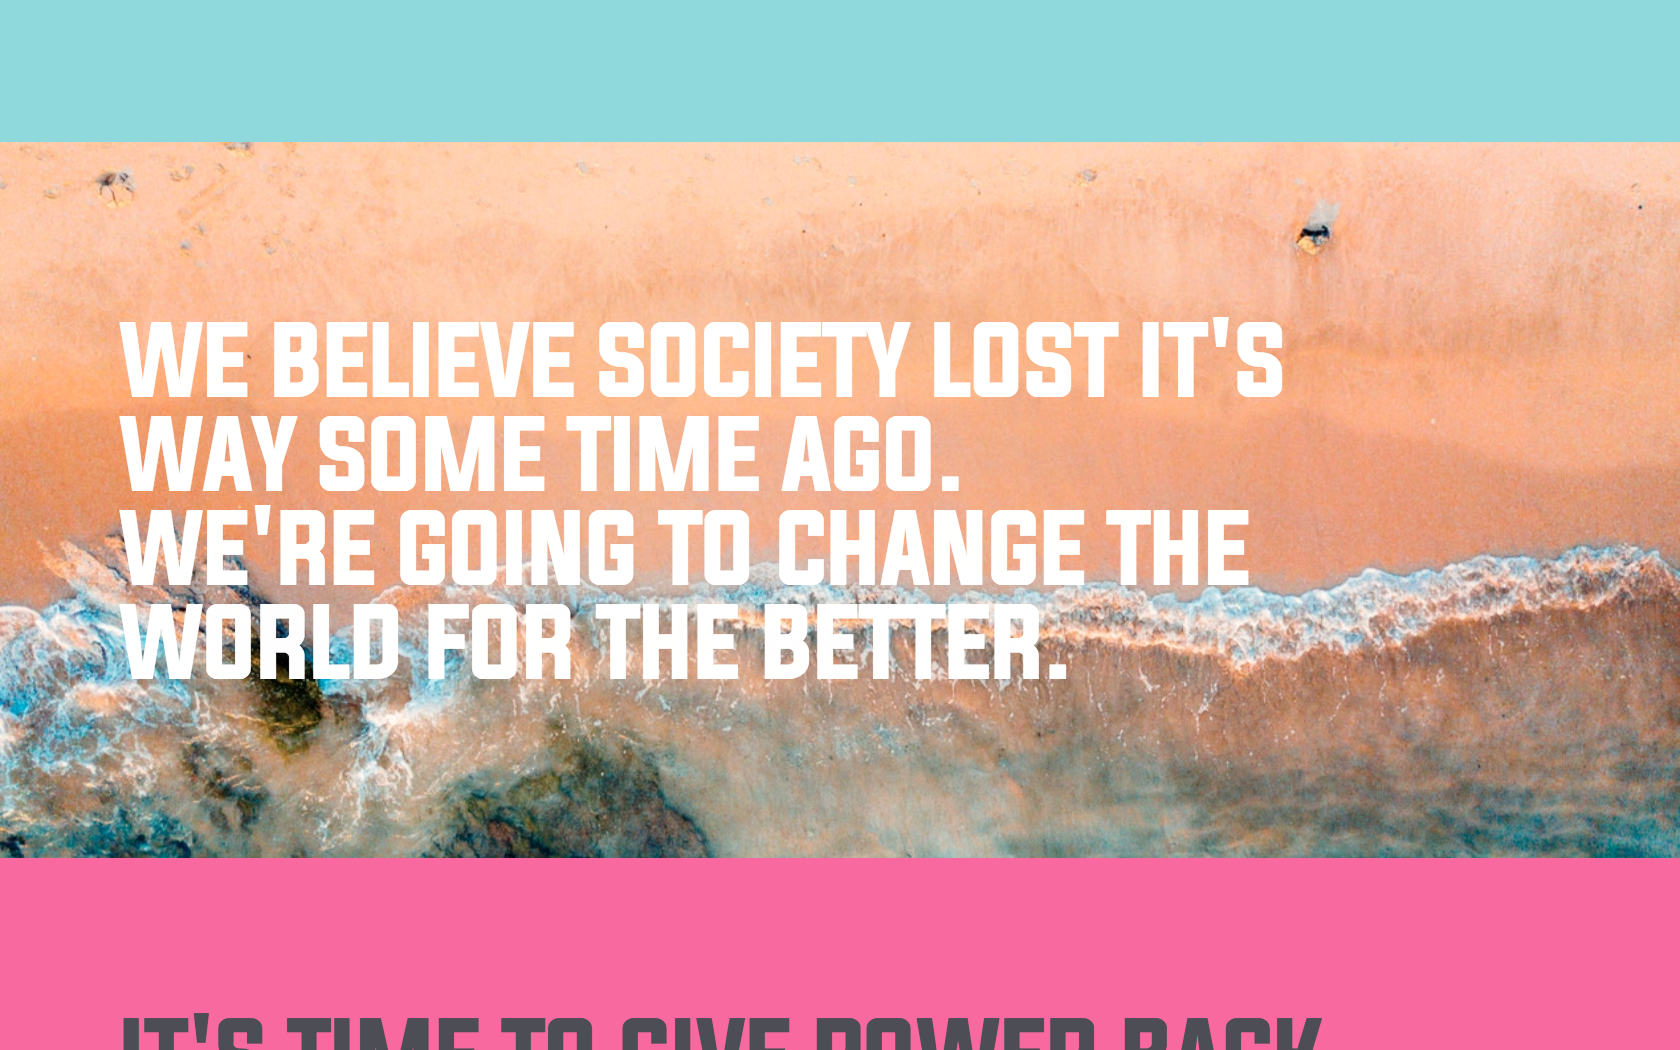 WE BELIEVE SOCIETY LOST IT'S
WAY SOME TIME AGO.
WE'RE GOING TO CHANGE THE
WORLD FOR THE BETTER.
IT'S TIME TO GIVE POWER BACK